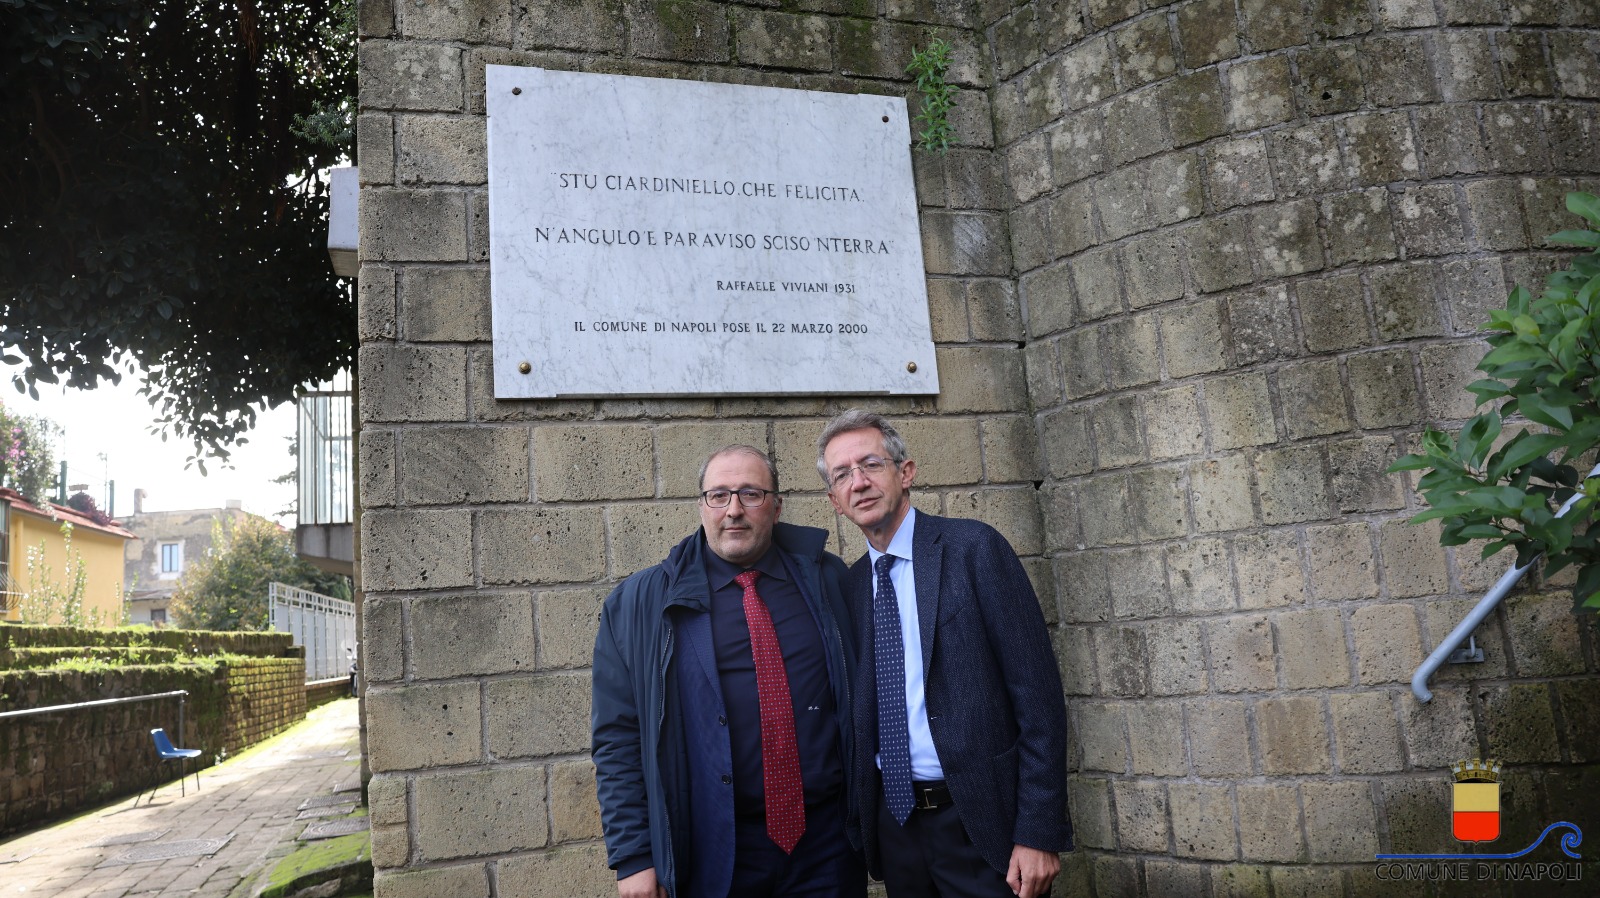 "STU CIARDINIELLO. CHE FELICITA.
N'ANGULO 'E PARAVISO SCISO 'NTERRA"
RAFFAELE VIVIANI 1931
IL COMUNE DI NAPOLI POSE IL 22 MARZO 2000
COMUNE DI NAPOLI